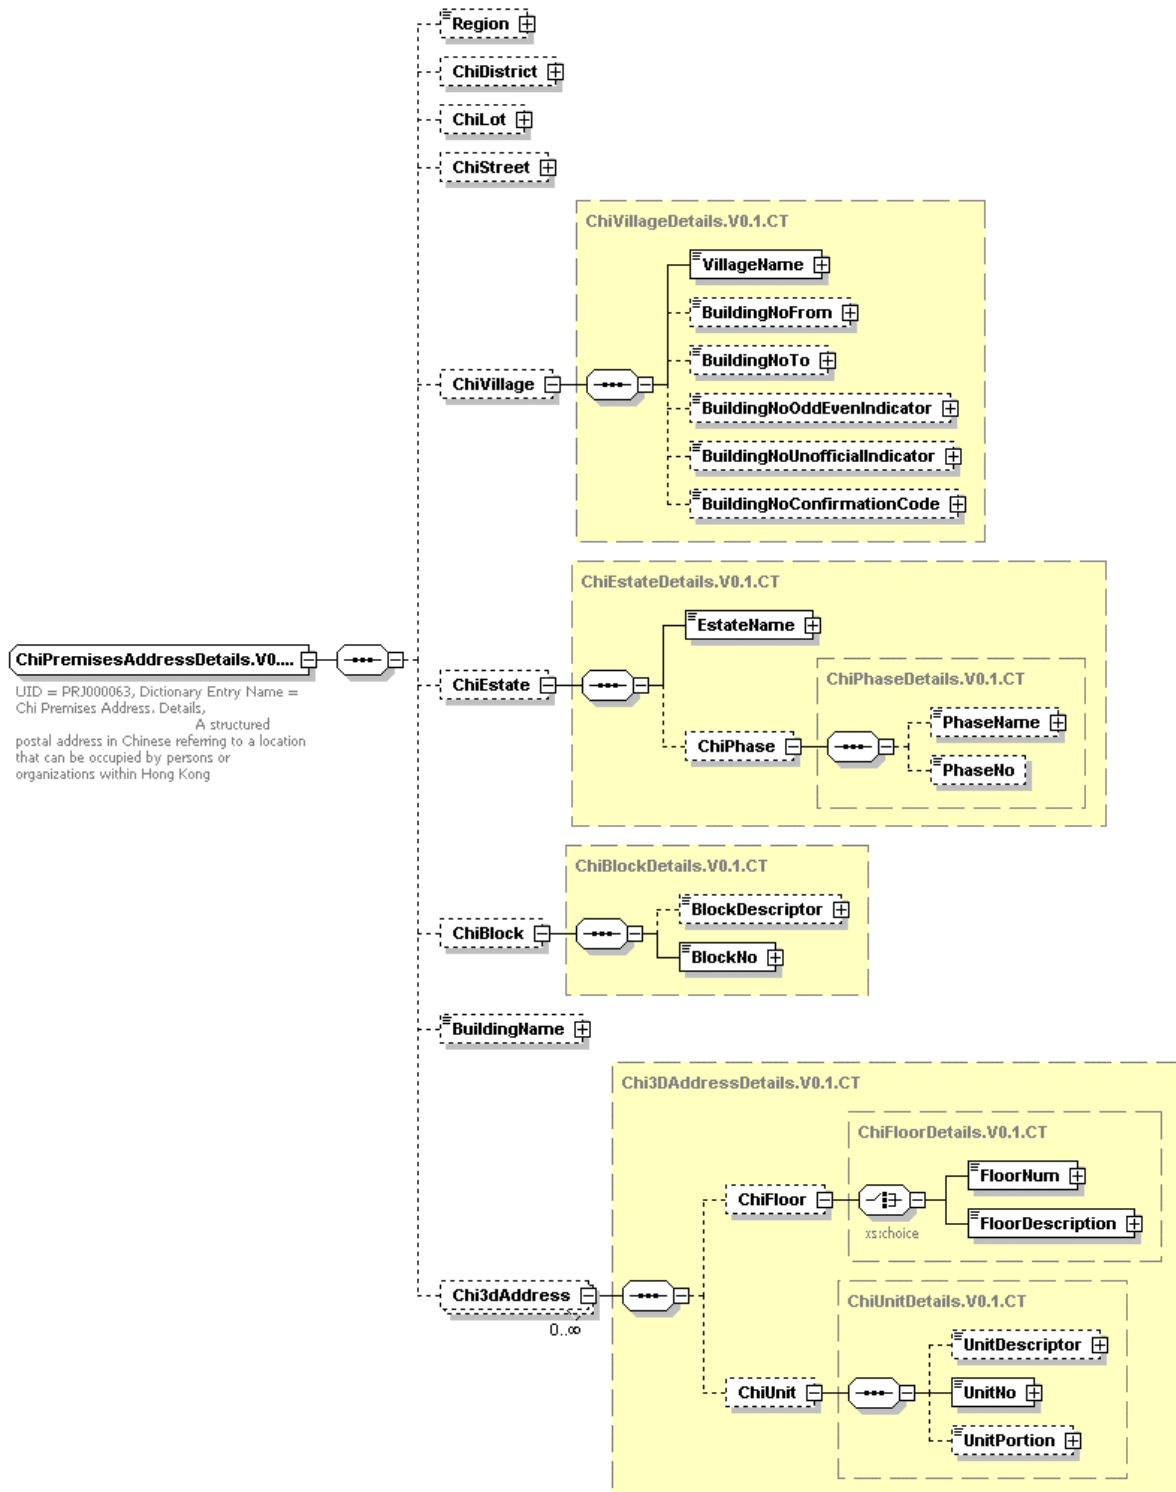 Region
ChiDistrict
ChiLot
ChiStreet
ChiVillageDetails.V0.1.CT
VillageName
BuildingNoFrom
BuildingNoTo
ChiVillage
BuildingNoOddEvenIndicator
BuildingNoUnofficialIndicator
BuildingNoConfirmationCode
ChiEstateDetails.V0.1.CT
EstateName
ChiPremisesAddressDetails.V0....
ChiEstate
ChiPhaseDetails.V0.1.CT
UID = PRJ000063, Dictionary Entry Name =
Chi Premises Address. Details,
A structured
postal address in Chinese referring to a location
that can be occupied by persons or
organizations within Hong Kong
PhaseName
ChiPhase
PhaseNo
ChiBlockDetails.V0.1.CT
BlockDescriptor
ChiBlock
BlockNo
BuildingName
Chi3DAddressDetails.V0.1.CT
ChiFloorDetails.V0.1.CT
FloorNum
ChiFloor
FloorDescription
xs:choice
Chi3dAddress
0..∞
ChiUnitDetails.V0.1.CT
UnitDescriptor
ChiUnit
UnitNo
UnitPortion